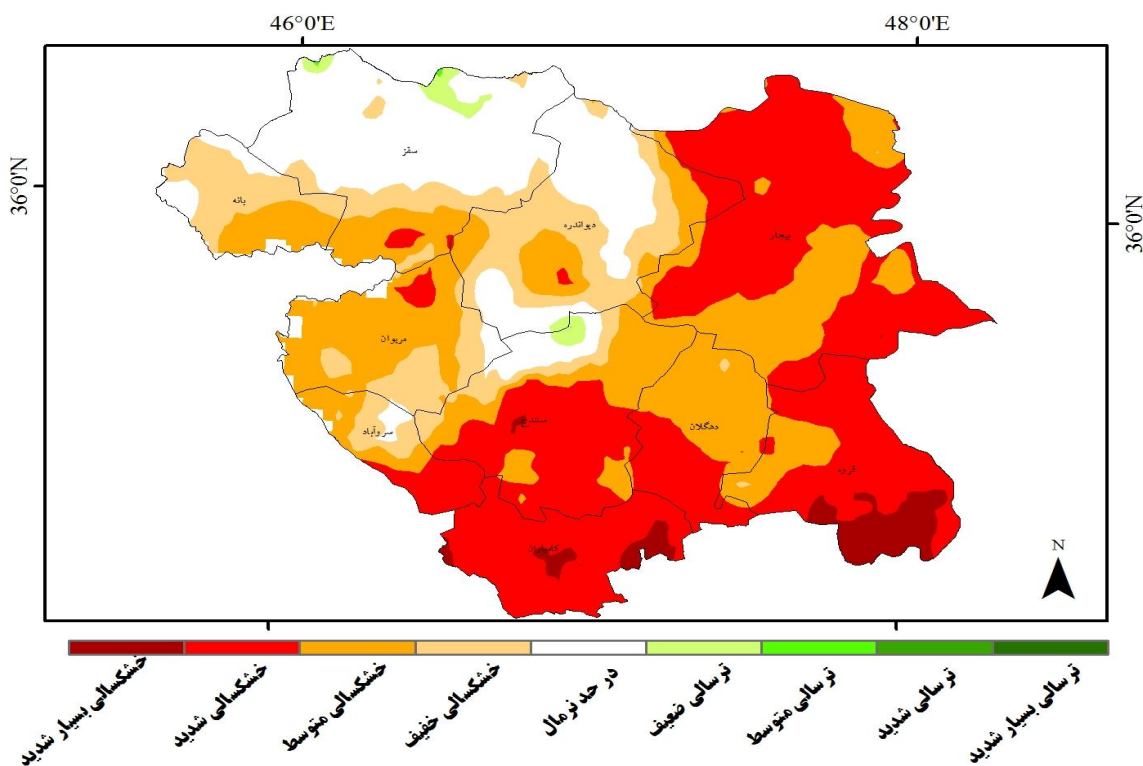 46°0'E
48°0'E
36°0'N
36°0'N
سقز
بانه
دیواندره
بیجار
مریوان
سنندج
دهگلان
سروآباد
قروه
کامیاران
N
خشکسالی بسیار شدید
خشکسالی شدید
خشکسالی متوسط
خشکسالی خفیف
در حد نرمال
ترسالی ضعیف
ترسالی متوسط
ترسالی شدید
ترسالی بسیار شدید